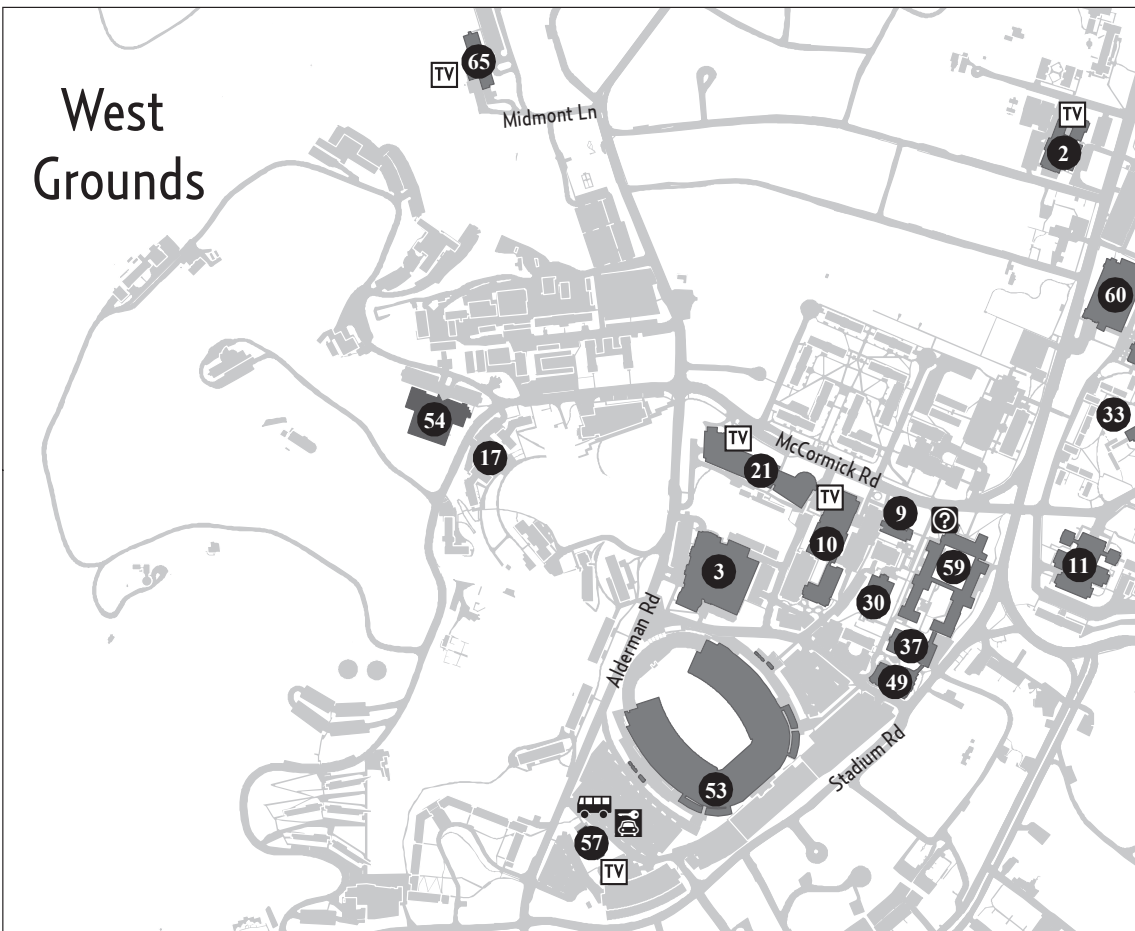 West
Grounds
65
TV
Midmont Ln
TV
2
60
54
17
33
TV
21
McCormick Rd
TV
10
9
?
59
11
3
30
37
49
Alderman Rd
53
Stadium Rd
57
TV